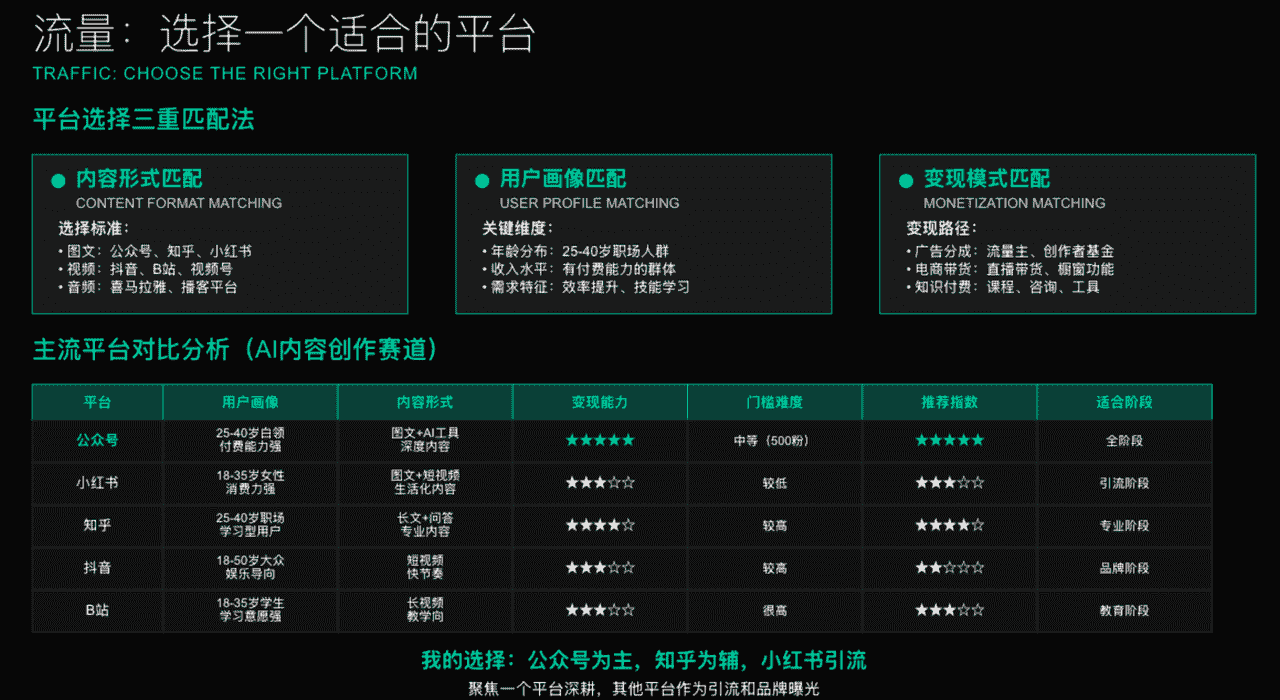 流量：选择一个适合的平台
TRAFFIC: CHOOSE THE RIGHT PLATFORM
平台选择三重匹配法
内容形式匹配
CONTENT FORMAT MATCHING
选择标准：
• 图文：公众号、知乎、小红书
• 视频：抖音、B站、视频号
• 音频：喜马拉雅、播客平台
用户画像匹配
USER PROFILE MATCHING
关键维度：
• 年龄分布：25-40岁职场人群
• 收入水平：有付费能力的群体
• 需求特征：效率提升、技能学习
变现模式匹配
MONETIZATION MATCHING
变现路径：
• 广告分成：流量主、创作者基金
• 电商带货：直播带货、橱窗功能
• 知识付费：课程、咨询、工具
主流平台对比分析（AI内容创作赛道）
平台 用户画像 内容形式 变现能力 门槛难度 推荐指数 适合阶段
公众号 25-40岁白领 图文+AI工具 ★★★★★ 中等（500粉） ★★★★★ 全阶段
付费能力强 深度内容
小红书 18-35岁女性 图文+短视频 ★★★☆☆ 较低 ★★★☆☆ 引流阶段
消费力强 生活化内容
知乎 25-40岁职场 长文+问答 ★★★★☆ 较高 ★★★★☆ 专业阶段
学习型用户 专业内容
抖音 18-50岁大众 短视频 ★★★☆☆ 较高 ★★☆☆☆ 品牌阶段
娱乐导向 快节奏
B站 18-35岁学生 长视频 ★★★☆☆ 很高 ★★★☆☆ 教育阶段
学习意愿强 教学向
我的选择：公众号为主，知乎为辅，小红书引流
聚焦一个平台深耕，其他平台作为引流和品牌曝光